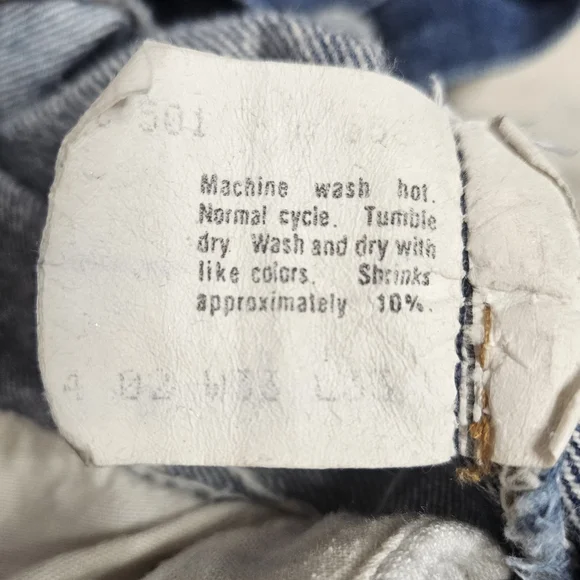 501
Machine wash hot.
Normal cycle. Tumble
dry. Wash and dry with
like colors. Shrinks
approximately 10%.